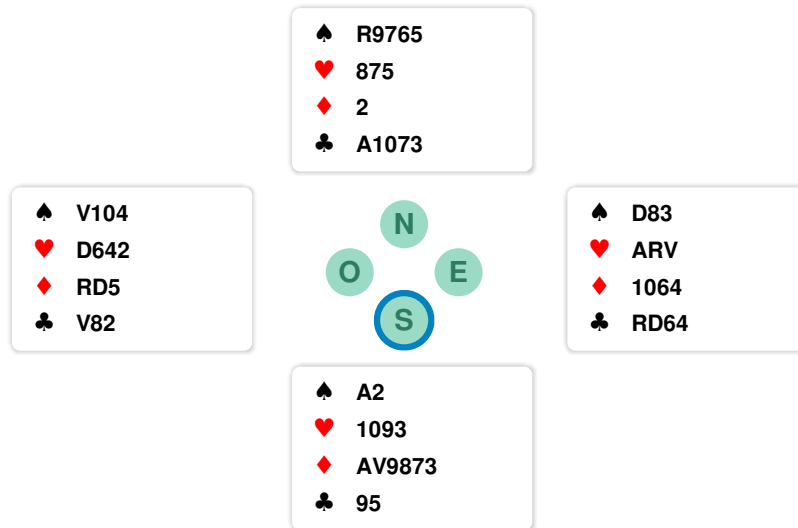 ♠ R9765
♥ 875
♦ 2
♣ A1073
♠ V104
♥ D642
♦ RD5
♣ V82
N
O E
S
♠ D83
♥ ARV
♦ 1064
♣ RD64
♠ A2
♥ 1093
♦ AV9873
♣ 95